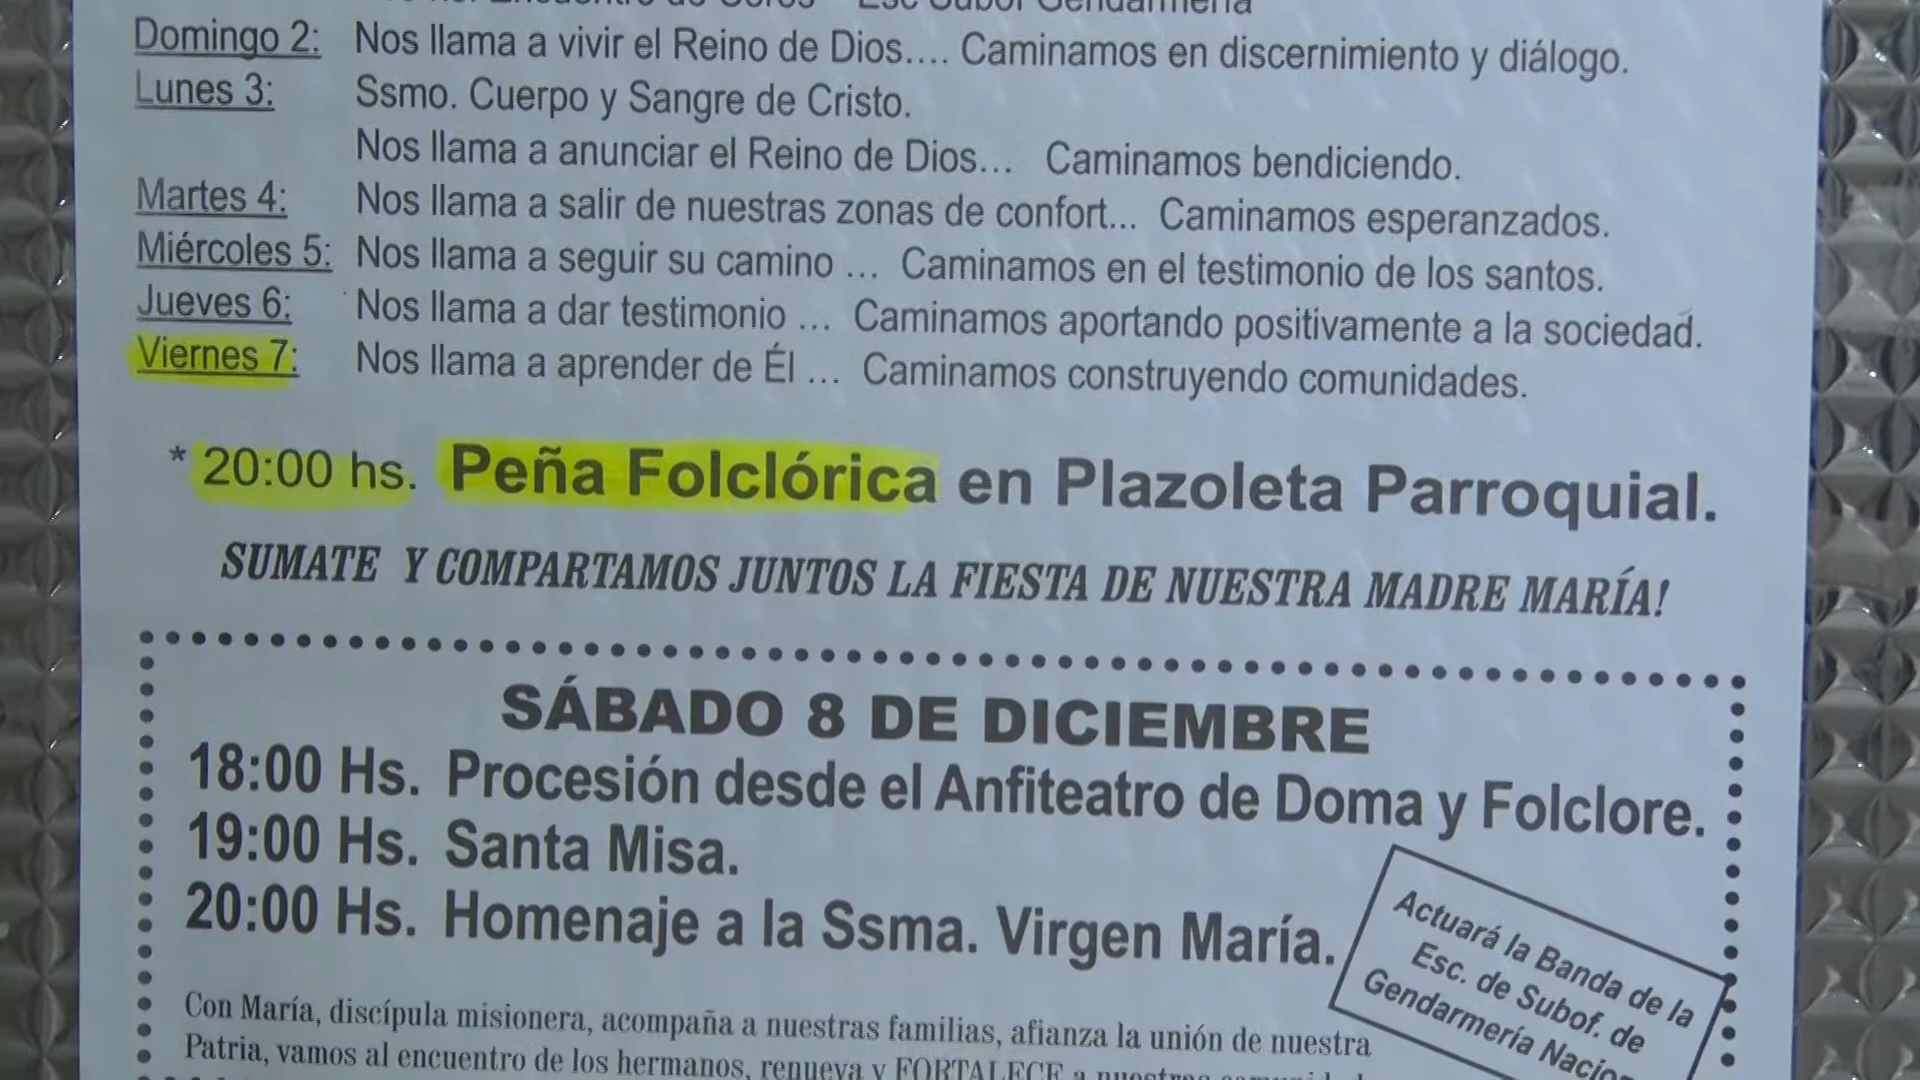 Encuentro de Coros - Esc Subof Gendarmería
Domingo 2: Nos llama a vivir el Reino de Dios.... Caminamos en discernimiento y diálogo.
Lunes 3: Ssmo. Cuerpo y Sangre de Cristo.
Nos llama a anunciar el Reino de Dios... Caminamos bendiciendo.
Martes 4: Nos llama a salir de nuestras zonas de confort... Caminamos esperanzados.
Miércoles 5: Nos llama a seguir su camino ... Caminamos en el testimonio de los santos.
Jueves 6: Nos llama a dar testimonio ... Caminamos aportando positivamente a la sociedad.
Viernes 7: Nos llama a aprender de Él ... Caminamos construyendo comunidades.
* 20:00 hs. Peña Folclórica en Plazoleta Parroquial.
SUMATE Y COMPARTAMOS JUNTOS LA FIESTA DE NUESTRA MADRE MARÍA!
SÁBADO 8 DE DICIEMBRE
18:00 Hs. Procesión desde el Anfiteatro de Doma y Folclore.
19:00 Hs. Santa Misa.
20:00 Hs. Homenaje a la Ssma. Virgen María.
Actuará la Banda de la
Esc. de Subof. de
Gendarmería Nacio
Con María, discípula misionera, acompaña a nuestras familias, afianza la unión de nuestra
Patria, vamos al encuentro de los hermanos, renueva y FORTALECE a